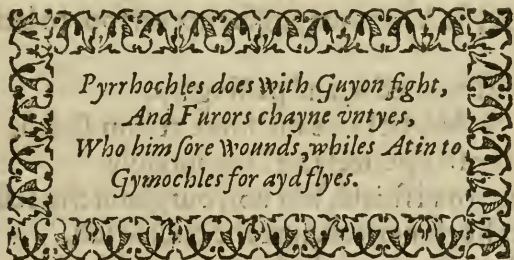 Pyrrhochles does with Guyon fight,
And Furors chayne vntyes,
Who him ſore wounds, whiles Atin to
Gymochles for ayd flyes.